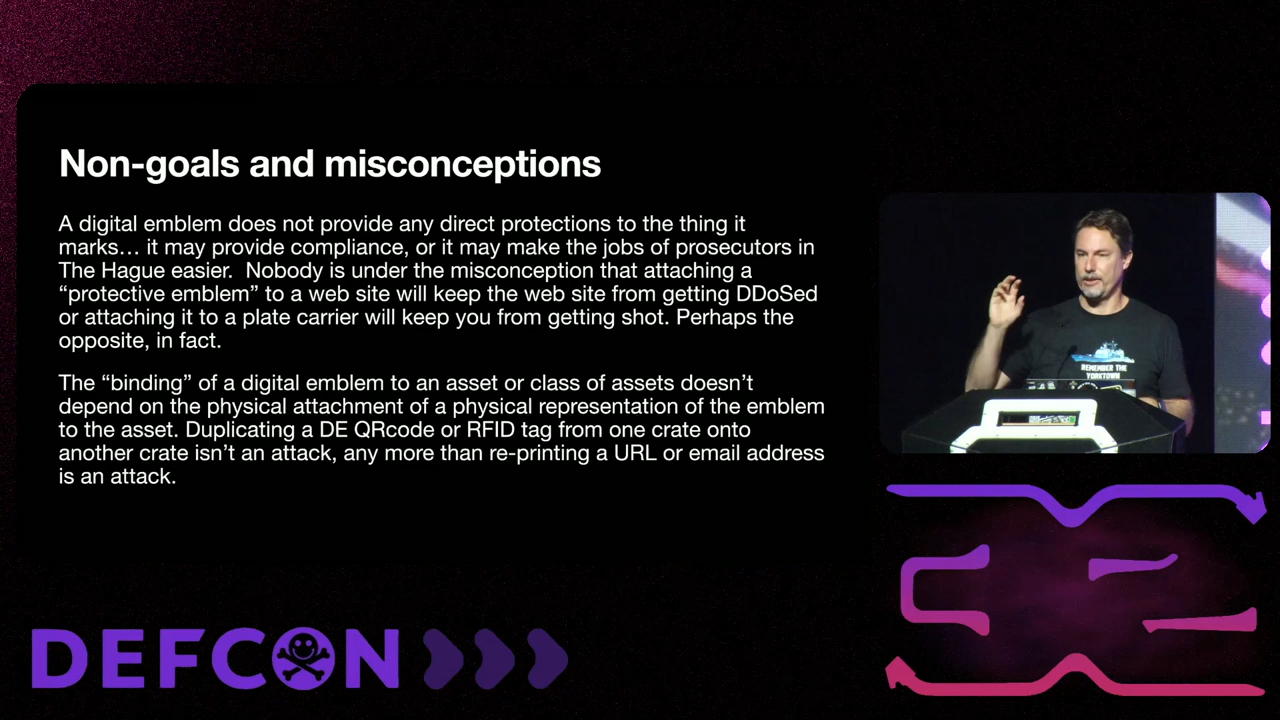 Non-goals and misconceptions
A digital emblem does not provide any direct protections to the thing it
marks… it may provide compliance, or it may make the jobs of prosecutors in
The Hague easier.  Nobody is under the misconception that attaching a
“protective emblem” to a web site will keep the web site from getting DDoSed
or attaching it to a plate carrier will keep you from getting shot. Perhaps the
opposite, in fact.
The “binding” of a digital emblem to an asset or class of assets doesn’t
depend on the physical attachment of a physical representation of the emblem
to the asset. Duplicating a DE QRcode or RFID tag from one crate onto
another crate isn’t an attack, any more than re-printing a URL or email address
is an attack.
REMEMBER THE
YORKTOWN
DEFCON